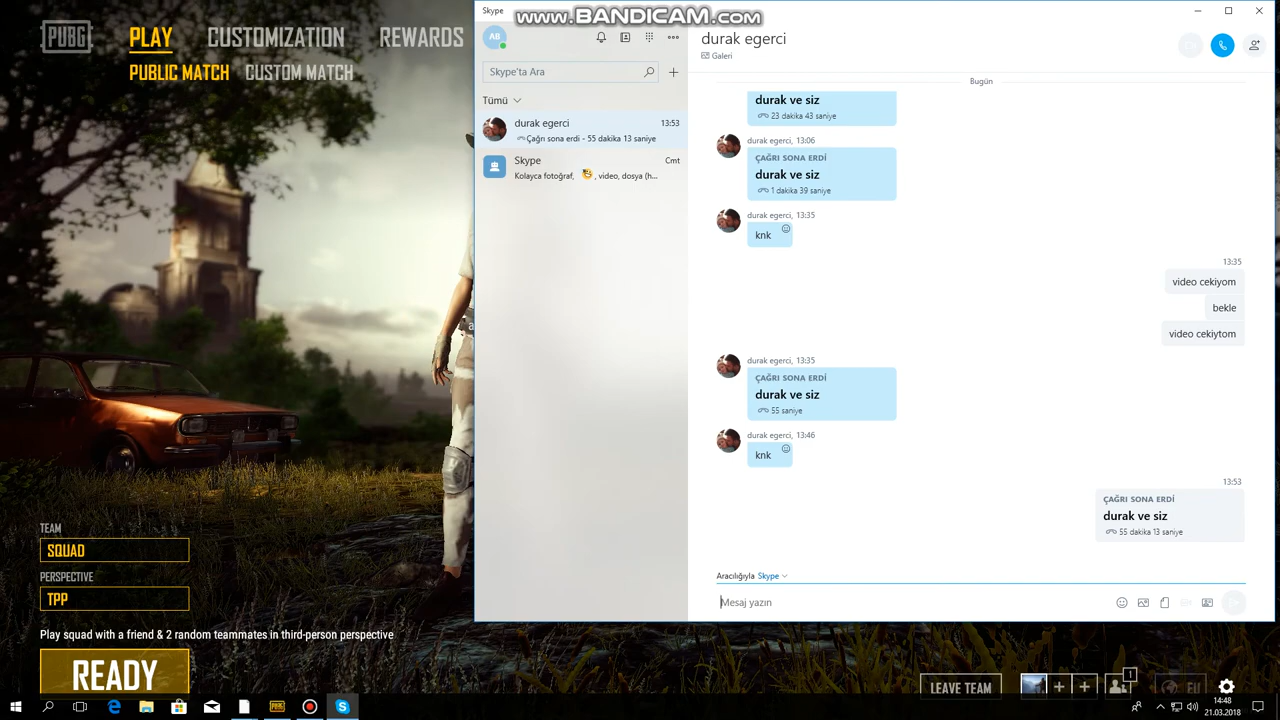 www.BANDICAM.com
PUBG
PLAY
CUSTOMIZATION
REWARDS
PUBLIC MATCH
CUSTOM MATCH
TEAM
SQUAD
PERSPECTIVE
TPP
Play squad with a friend & 2 random teammates in third-person perspective
READY
LEAVE TEAM
EU
Skype
AB
Skype'ta Ara
Tümü
durak egerci
13:53
Çağrı sona erdi - 55 dakika 13 saniye
Skype
Cmt
Kolayca fotoğraf, , video, dosya (h...
durak egerci
Galeri
Bugün
durak ve siz
23 dakika 43 saniye
durak egerci, 13:06
ÇAĞRI SONA ERDİ
durak ve siz
1 dakika 39 saniye
durak egerci, 13:35
knk
13:35
video cekiyom
bekle
video cekiytom
durak egerci, 13:35
ÇAĞRI SONA ERDİ
durak ve siz
55 saniye
durak egerci, 13:46
knk
13:53
ÇAĞRI SONA ERDİ
durak ve siz
55 dakika 13 saniye
Aracılığıyla Skype
Mesaj yazın
14:48
21.03.2018